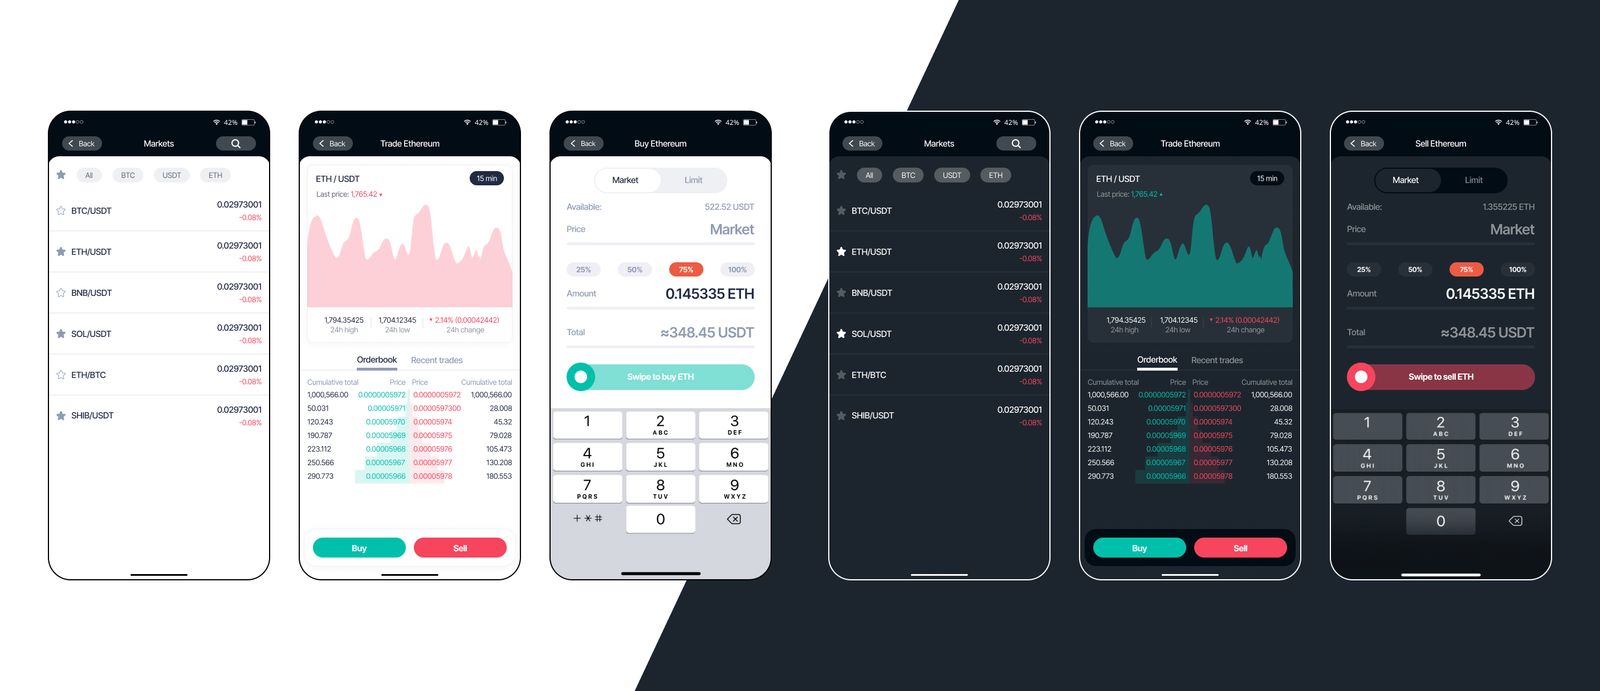 42%
Back Markets
All BTC USDT ETH
BTC/USDT 0.02973001
-0.08%
ETH/USDT 0.02973001
-0.08%
BNB/USDT 0.02973001
-0.08%
SOL/USDT 0.02973001
-0.08%
ETH/BTC 0.02973001
-0.08%
SHIB/USDT 0.02973001
-0.08%
42%
Back Trade Ethereum
ETH / USDT 15 min
Last price: 1,765.42
1,794.35425 1,704.12345 2.14% (0.00042442)
24h high 24h low 24h change
Orderbook Recent trades
Cumulative total Price Price Cumulative total
1,000,566.00 0.0000005972 0.0000005972 1,000,566.00
50.031 0.00005971 0.0000597300 28.008
120.243 0.00005970 0.00005974 45.32
190.787 0.00005969 0.00005975 79.028
223.112 0.00005968 0.00005976 105.473
250.566 0.00005967 0.00005977 130.208
290.773 0.00005966 0.00005978 180.553
Buy Sell
42%
Back Buy Ethereum
Market Limit
Available: 522.52 USDT
Price Market
25% 50% 75% 100%
Amount 0.145335 ETH
Total ≈348.45 USDT
Swipe to buy ETH
1 2 3
ABC DEF
4 5 6
GHI JKL MNO
7 8 9
PQRS TUV WXYZ
+ * # 0
42%
Back Markets
All BTC USDT ETH
BTC/USDT 0.02973001
-0.08%
ETH/USDT 0.02973001
-0.08%
BNB/USDT 0.02973001
-0.08%
SOL/USDT 0.02973001
-0.08%
ETH/BTC 0.02973001
-0.08%
SHIB/USDT 0.02973001
-0.08%
42%
Back Trade Ethereum
ETH / USDT 15 min
Last price: 1,765.42
1,794.35425 1,704.12345 2.14% (0.00042442)
24h high 24h low 24h change
Orderbook Recent trades
Cumulative total Price Price Cumulative total
1,000,566.00 0.0000005972 0.0000005972 1,000,566.00
50.031 0.00005971 0.0000597300 28.008
120.243 0.00005970 0.00005974 45.32
190.787 0.00005969 0.00005975 79.028
223.112 0.00005968 0.00005976 105.473
250.566 0.00005967 0.00005977 130.208
290.773 0.00005966 0.00005978 180.553
Buy Sell
42%
Back Sell Ethereum
Market Limit
Available: 1.355225 ETH
Price Market
25% 50% 75% 100%
Amount 0.145335 ETH
Total ≈348.45 USDT
Swipe to sell ETH
1 2 3
ABC DEF
4 5 6
GHI JKL MNO
7 8 9
PQRS TUV WXYZ
0